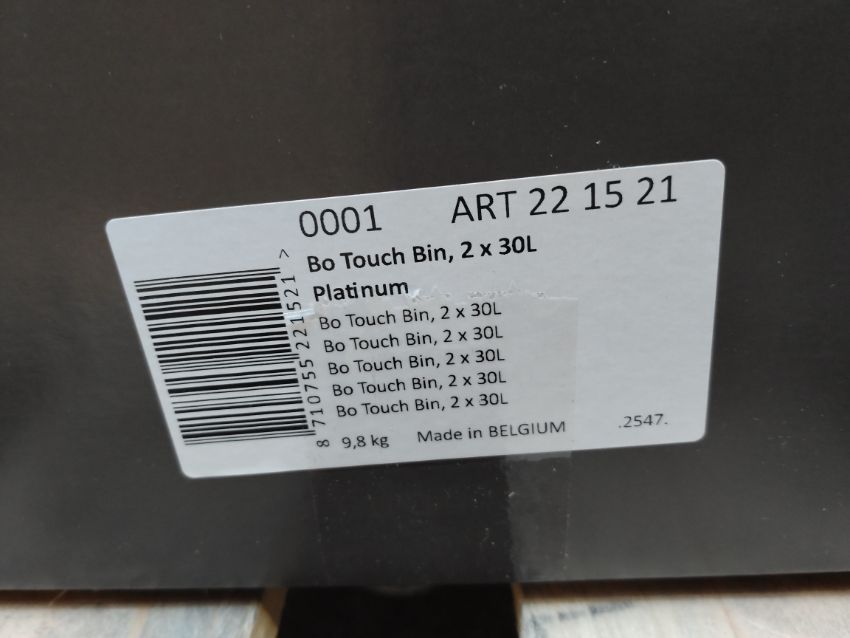 0001 ART 22 15 21
Bo Touch Bin, 2 x 30L
Platinum
Bo Touch Bin, 2 x 30L
Bo Touch Bin, 2 x 30L
Bo Touch Bin, 2 x 30L
Bo Touch Bin, 2 x 30L
Bo Touch Bin, 2 x 30L
9,8 kg Made in BELGIUM .2547.
8 710755 221521 >